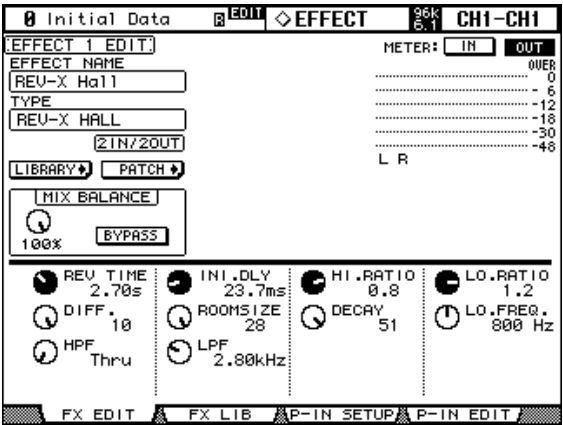 0 Initial Data R EDIT ◇EFFECT 96k 6.1 CH1-CH1
EFFECT 1 EDIT METER: IN OUT
EFFECT NAME
REV-X Hall
TYPE
REV-X HALL
2IN/2OUT
LIBRARY PATCH
OVER
0
- 6
-12
-18
-30
-48
L R
MIX BALANCE
100% BYPASS
REV TIME 2.70s INI.DLY 23.7ms HI.RATIO 0.8 LO.RATIO 1.2
DIFF. 10 ROOMSIZE 28 DECAY 51 LO.FREQ. 800 Hz
HPF Thru LPF 2.80kHz
FX EDIT FX LIB P-IN SETUP P-IN EDIT